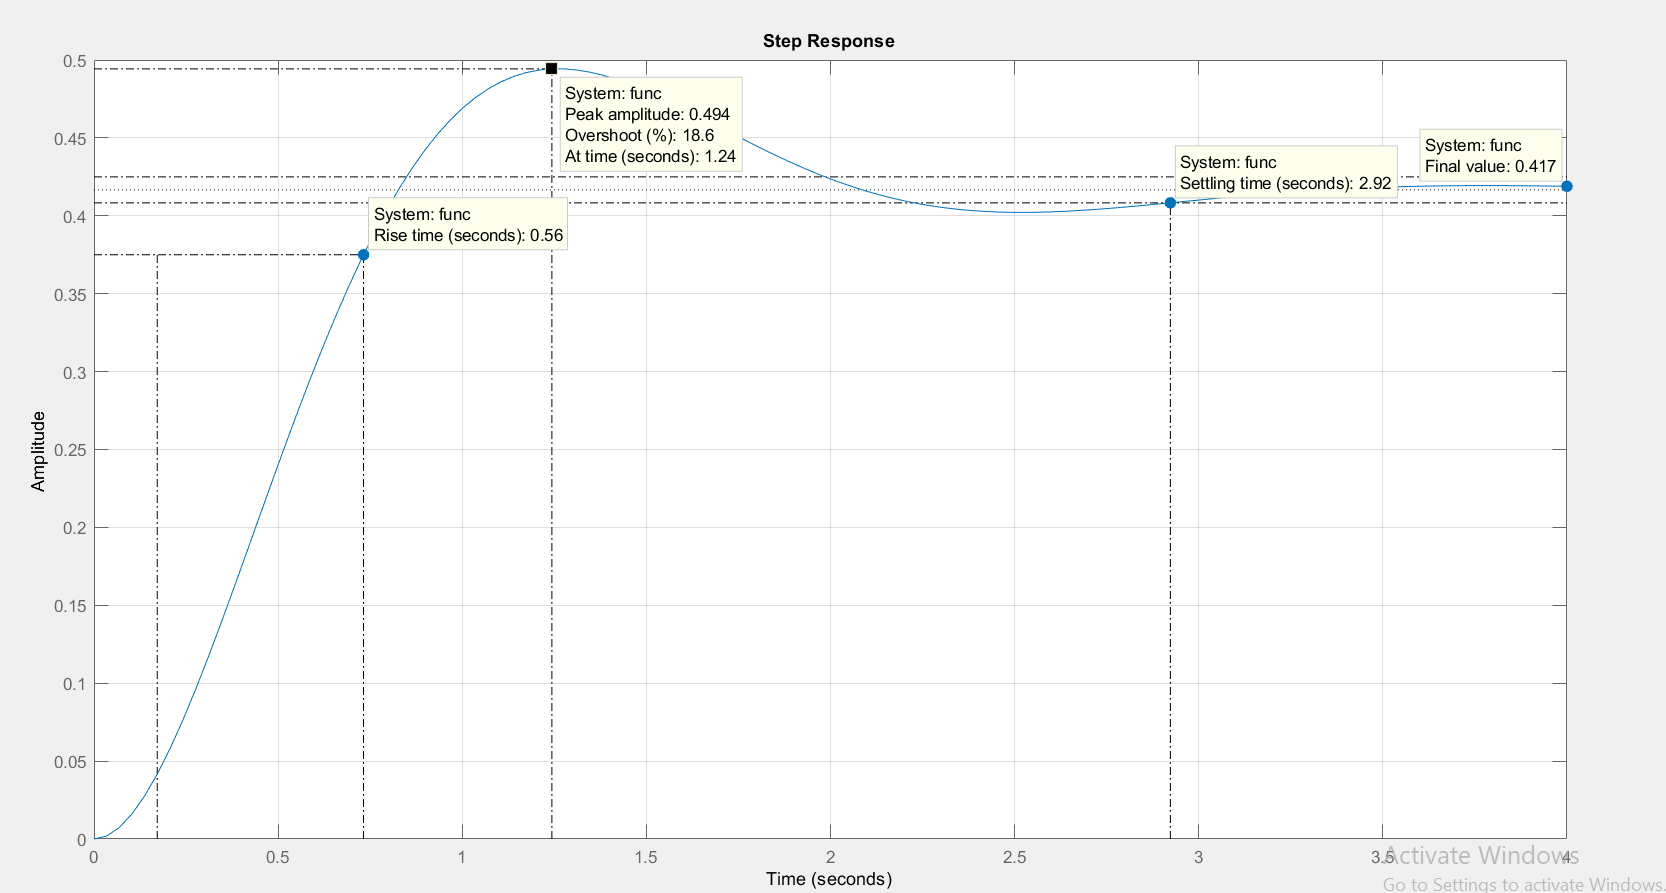 Step Response
0.5
0.45
0.4
0.35
0.3
0.25
0.2
0.15
0.1
0.05
0
Amplitude
System: func
Peak amplitude: 0.494
Overshoot (%): 18.6
At time (seconds): 1.24
System: func
Final value: 0.417
System: func
Settling time (seconds): 2.92
System: func
Rise time (seconds): 0.56
0 0.5 1 1.5 2 2.5 3 3.5 4
Time (seconds)
Activate Windows
Go to Settings to activate Windows.